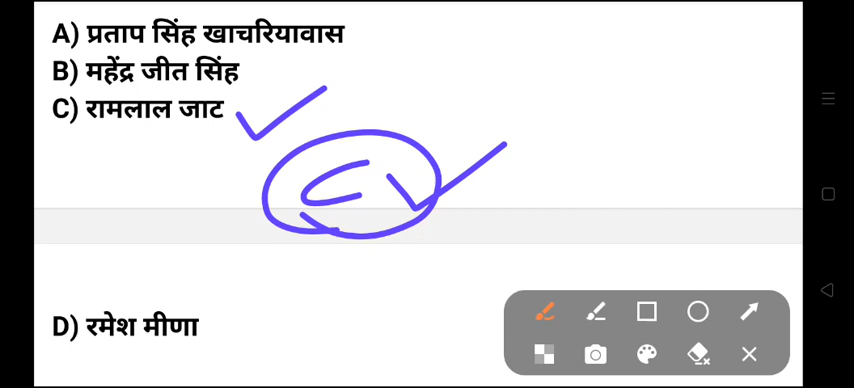 A) प्रताप सिंह खाचरियावास
B) महेंद्र जीत सिंह
C) रामलाल जाट
C
D) रमेश मीणा